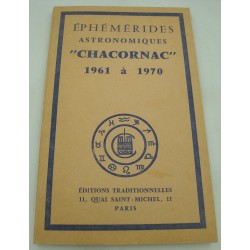 ÉPHÉMÉRIDES
ASTRONOMIQUES
"CHACORNAC"
1961 à 1970
ÉDITIONS TRADITIONNELLES
11, QUAI SAINT-MICHEL, 11
PARIS